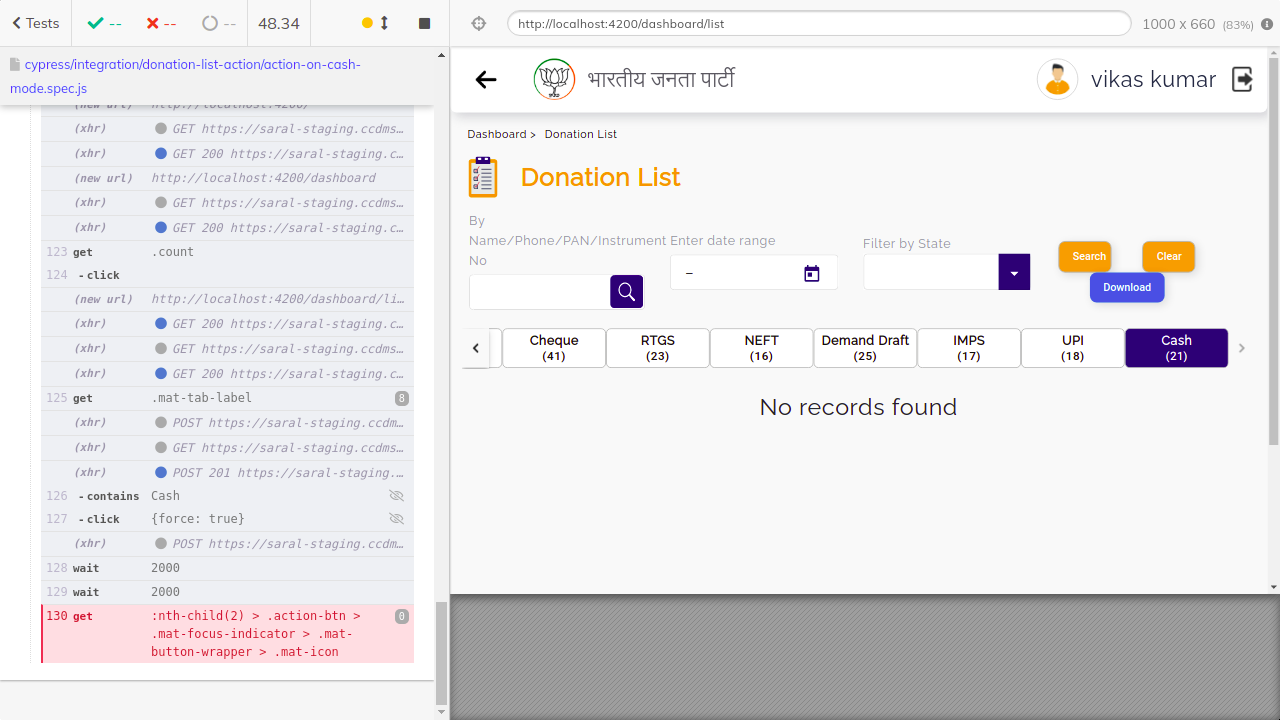 Tests -- -- -- 48.34
cypress/integration/donation-list-action/action-on-cash-
mode.spec.js
(new url) http://localhost:4200/
(xhr) GET https://saral-staging.ccdms…
(xhr) GET 200 https://saral-staging.c…
(new url) http://localhost:4200/dashboard
(xhr) GET https://saral-staging.ccdms…
(xhr) GET 200 https://saral-staging.c…
123 get .count
124 -click
(new url) http://localhost:4200/dashboard/li…
(xhr) GET 200 https://saral-staging.c…
(xhr) GET https://saral-staging.ccdms…
(xhr) GET 200 https://saral-staging.c…
125 get .mat-tab-label 8
(xhr) POST https://saral-staging.ccdm…
(xhr) GET https://saral-staging.ccdms…
(xhr) POST 201 https://saral-staging.…
126 -contains Cash
127 -click {force: true}
(xhr) POST https://saral-staging.ccdm…
128 wait 2000
129 wait 2000
130 get :nth-child(2) > .action-btn > 0
.mat-focus-indicator > .mat-
button-wrapper > .mat-icon
http://localhost:4200/dashboard/list 1000 x 660 (83%)
भारतीय जनता पार्टी vikas kumar
Dashboard > Donation List
Donation List
By
Name/Phone/PAN/Instrument
No
Enter date range
–
Filter by State
Search Clear
Download
Cheque
(41)
RTGS
(23)
NEFT
(16)
Demand Draft
(25)
IMPS
(17)
UPI
(18)
Cash
(21)
No records found